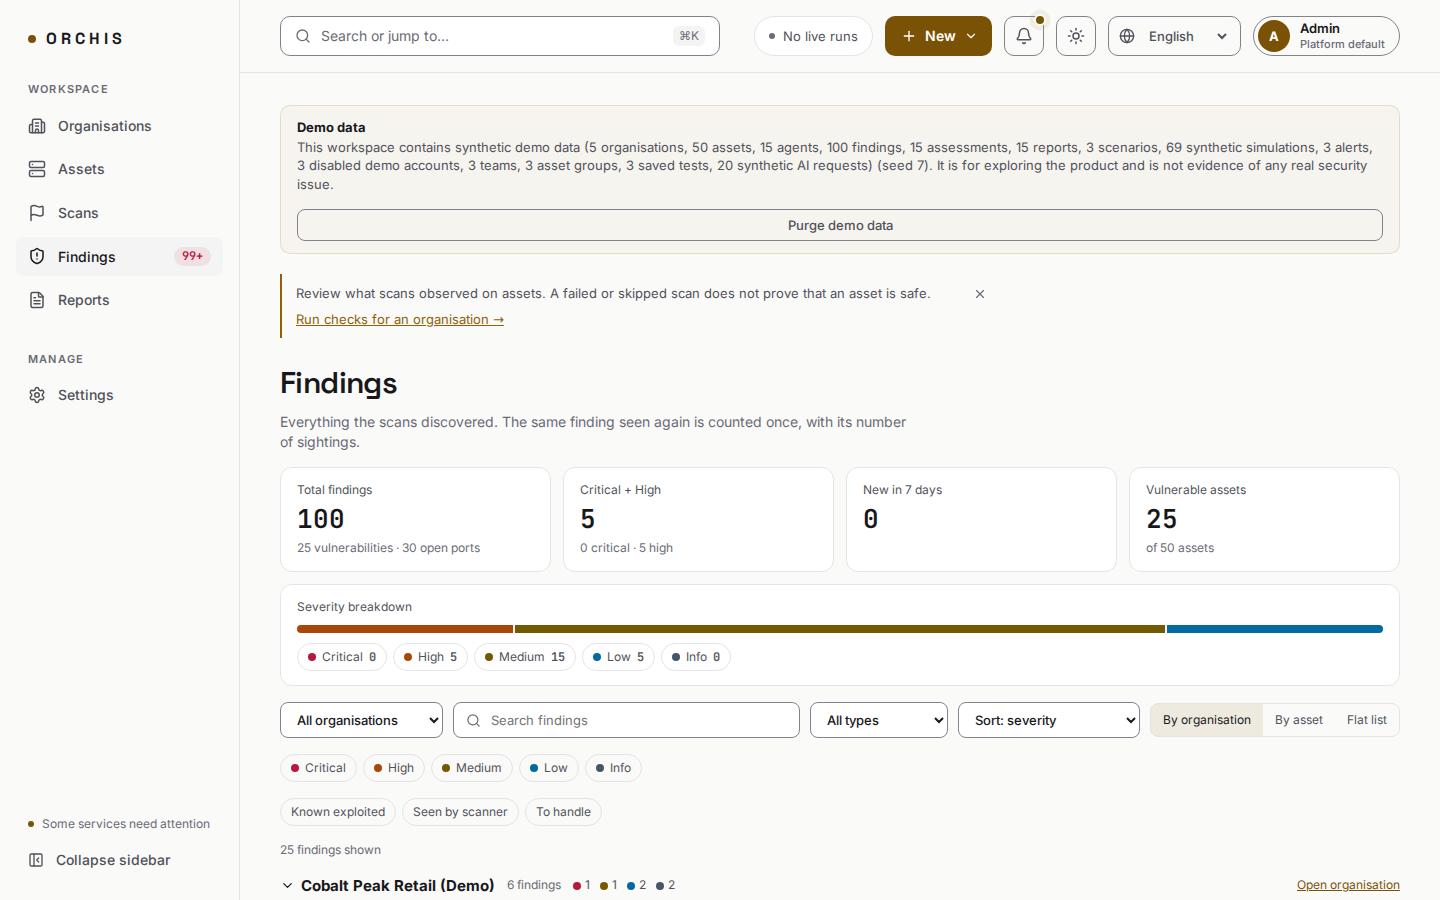 ORCHIS
Search or jump to...
⌘K
No live runs
New
English
A
Admin
Platform default
WORKSPACE
Organisations
Assets
Scans
Findings
99+
Reports
MANAGE
Settings
Some services need attention
Collapse sidebar
Demo data
This workspace contains synthetic demo data (5 organisations, 50 assets, 15 agents, 100 findings, 15 assessments, 15 reports, 3 scenarios, 69 synthetic simulations, 3 alerts,
3 disabled demo accounts, 3 teams, 3 asset groups, 3 saved tests, 20 synthetic AI requests) (seed 7). It is for exploring the product and is not evidence of any real security
issue.
Purge demo data
Review what scans observed on assets. A failed or skipped scan does not prove that an asset is safe.
Run checks for an organisation →
Findings
Everything the scans discovered. The same finding seen again is counted once, with its number
of sightings.
Total findings
100
25 vulnerabilities · 30 open ports
Critical + High
5
0 critical · 5 high
New in 7 days
0
Vulnerable assets
25
of 50 assets
Severity breakdown
Critical 0
High 5
Medium 15
Low 5
Info 0
All organisations
Search findings
All types
Sort: severity
By organisation
By asset
Flat list
Critical
High
Medium
Low
Info
Known exploited
Seen by scanner
To handle
25 findings shown
Cobalt Peak Retail (Demo)
6 findings
1
1
2
2
Open organisation